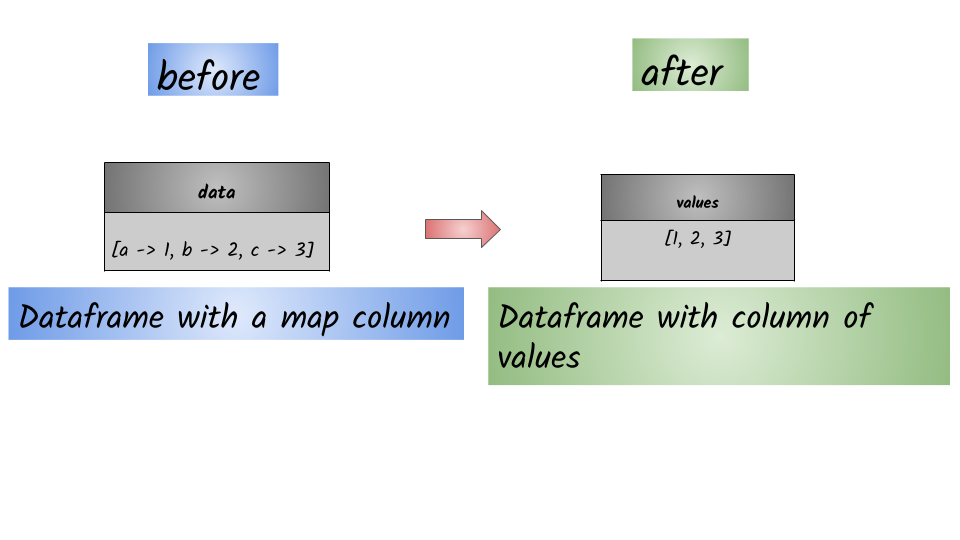 before
after
data
[a -> 1, b -> 2, c -> 3]
values
[1, 2, 3]
Dataframe with a map column
Dataframe with column of
values